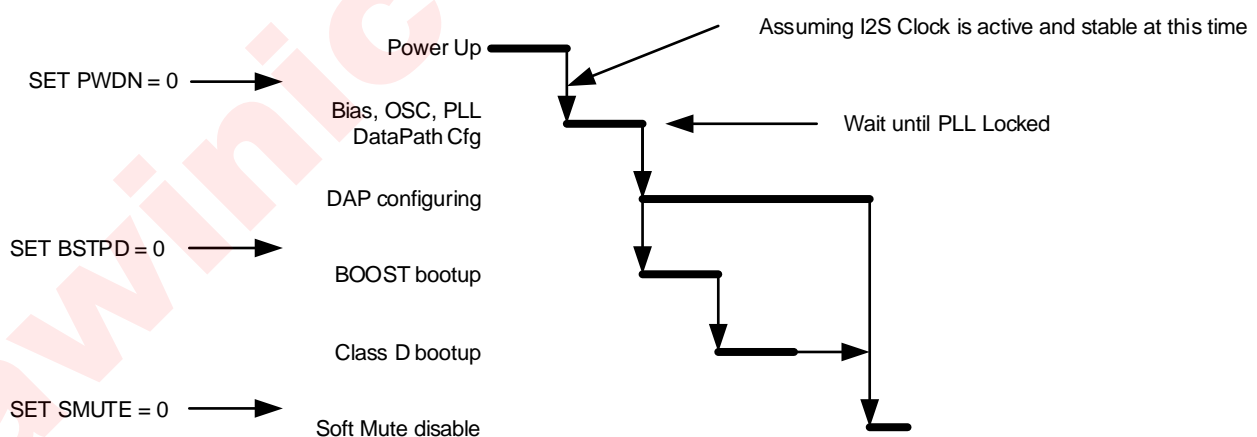 Assuming I2S Clock is active and stable at this time
Power Up
SET PWDN = 0
Bias, OSC, PLL
DataPath Cfg
Wait until PLL Locked
DAP configuring
SET BSTPD = 0
BOOST bootup
Class D bootup
SET SMUTE = 0
Soft Mute disable
awinic